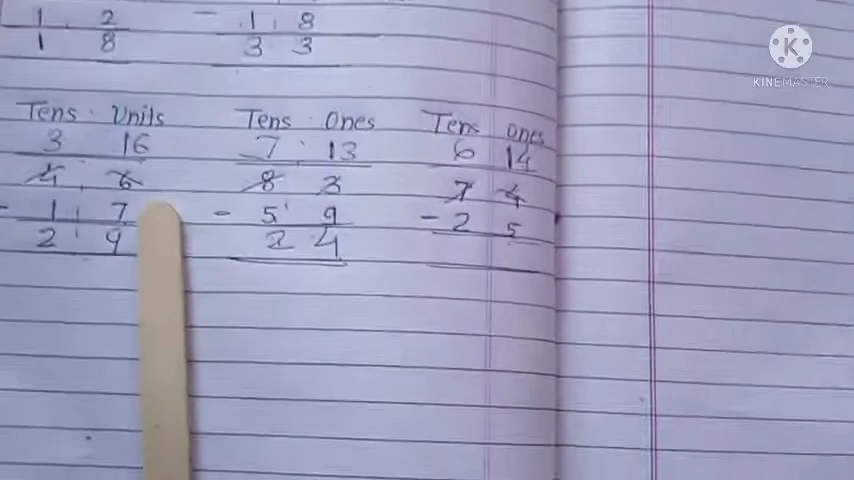 1 2 - 1 8
1 8 3 3
K
KINEMASTER
Tens Units Tens Ones Tens Ones
3 16 7 13 6 14
4 6 8 3 7 4
- 1 7 - 5 9 - 2 5
2 9 2 4